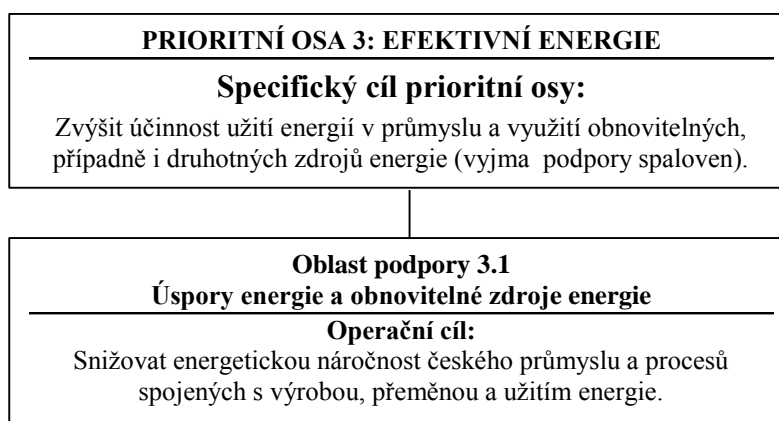 PRIORITNÍ OSA 3: EFEKTIVNÍ ENERGIE
Specifický cíl prioritní osy:
Zvýšit účinnost užití energií v průmyslu a využití obnovitelných,
případně i druhotných zdrojů energie (vyjma podpory spaloven).
Oblast podpory 3.1
Úspory energie a obnovitelné zdroje energie
Operační cíl:
Snižovat energetickou náročnost českého průmyslu a procesů
spojených s výrobou, přeměnou a užitím energie.